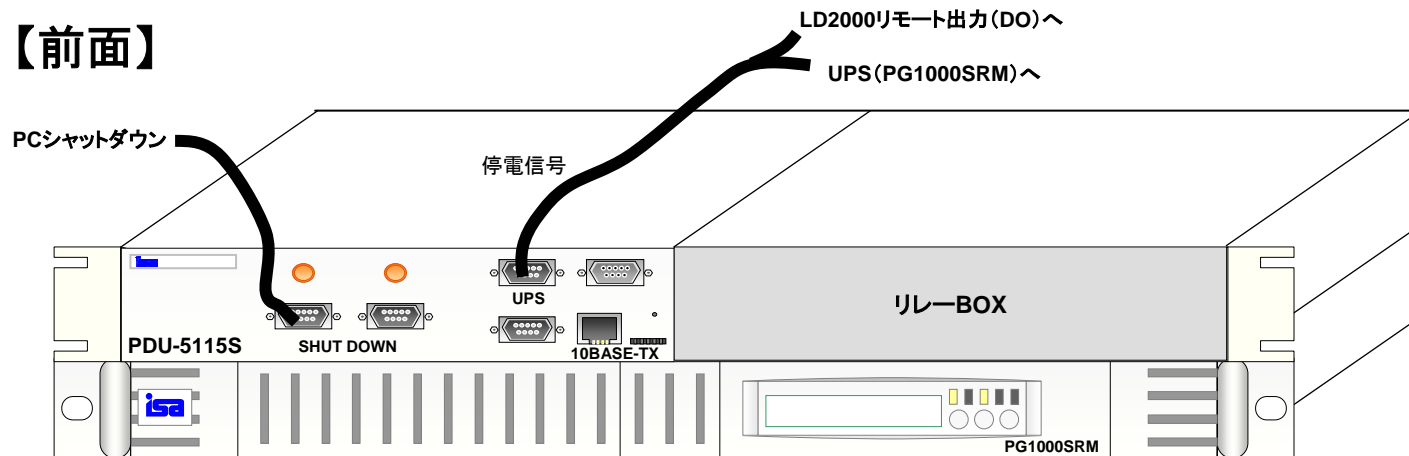 【前面】
LD2000リモート出力(DO)へ
UPS(PG1000SRM)へ
PCシャットダウン
停電信号
isa
UPS
リレーBOX
PDU-5115S
SHUT DOWN
10BASE-TX
isa
PG1000SRM